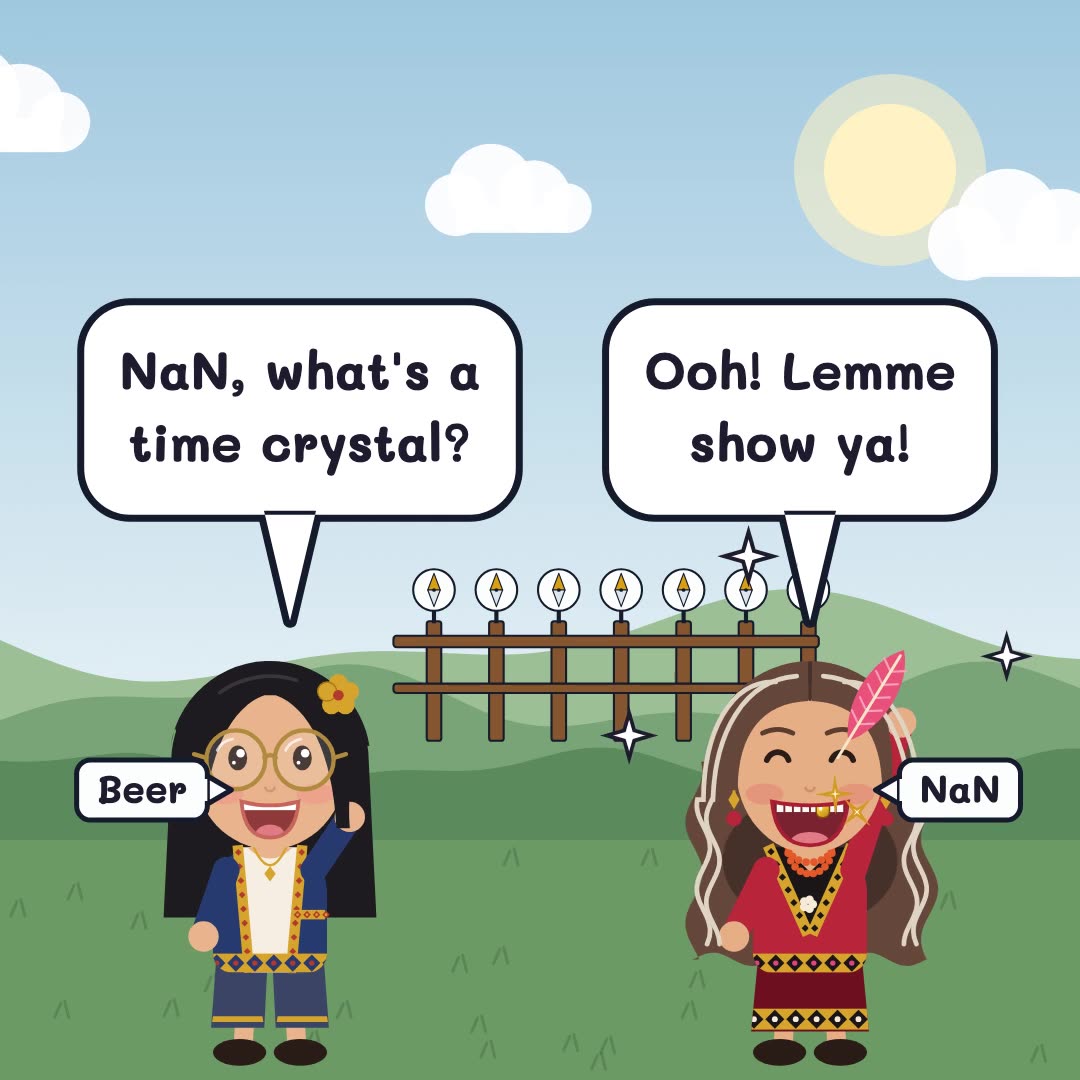 NaN, what's a
time crystal?
Ooh! Lemme
show ya!
Beer
NaN